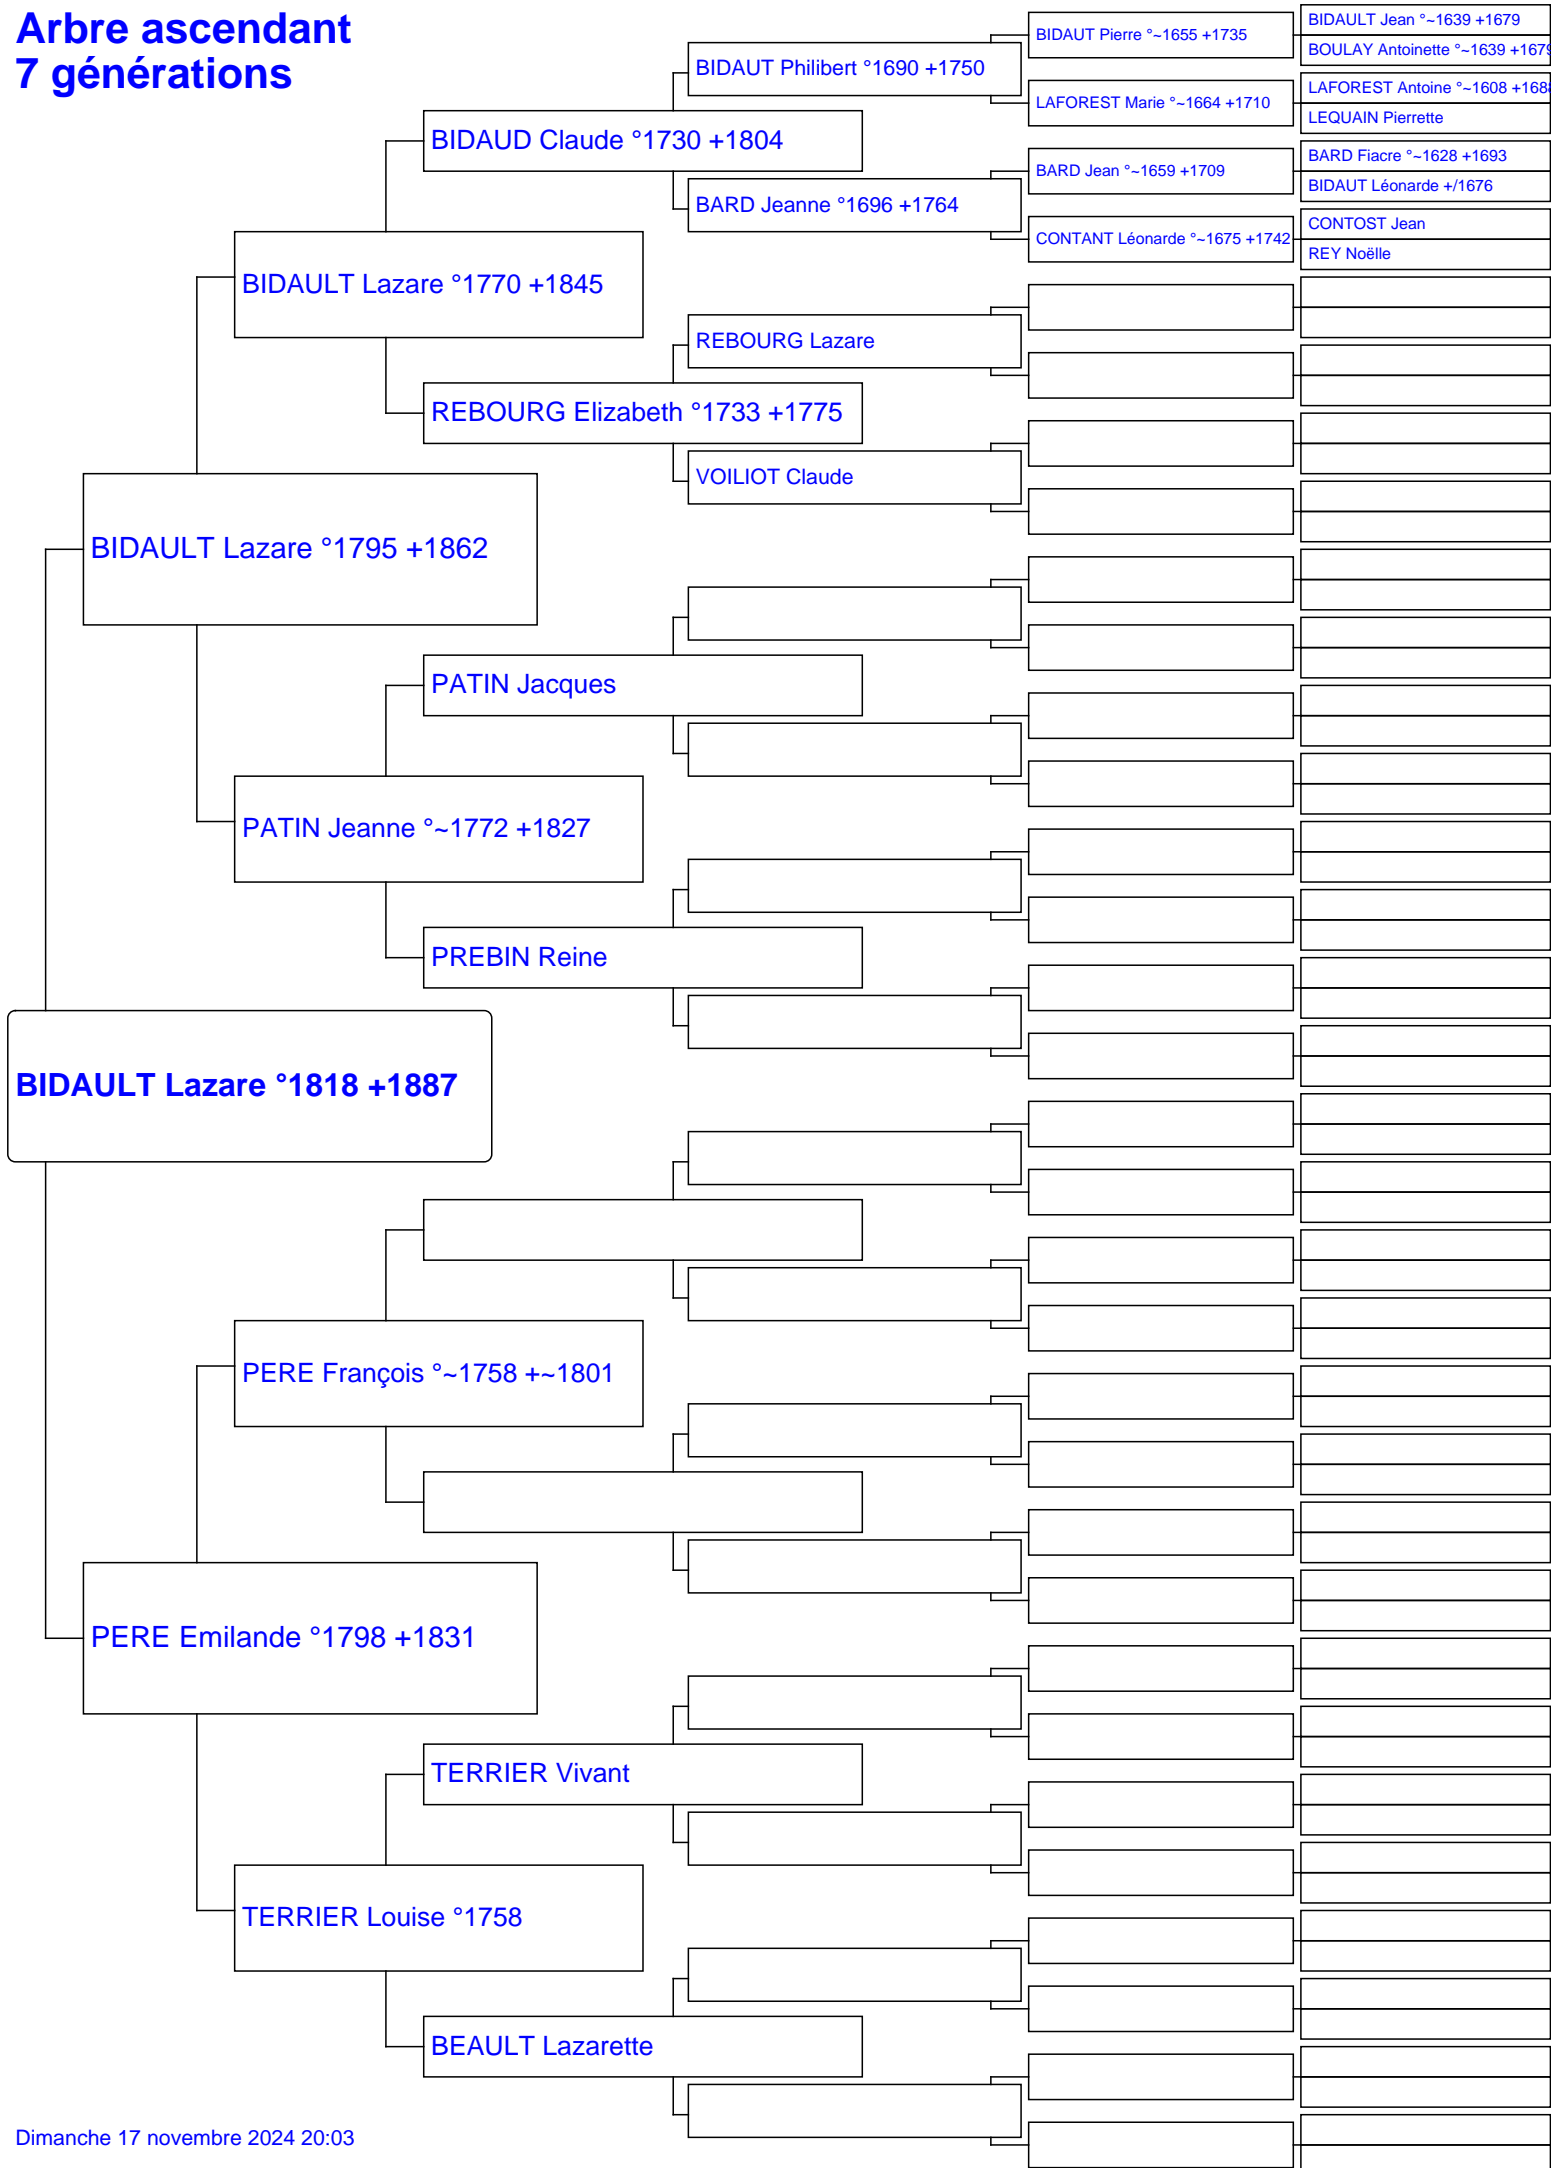 Arbre ascendant
7 générations
BIDAULT Lazare °1818 +1887
BIDAULT Lazare °1795 +1862
PERE Emilande °1798 +1831
BIDAULT Lazare °1770 +1845
PATIN Jeanne °~1772 +1827
PERE François °~1758 +~1801
TERRIER Louise °1758
BIDAUD Claude °1730 +1804
REBOURG Elizabeth °1733 +1775
PATIN Jacques
PREBIN Reine
TERRIER Vivant
BEAULT Lazarette
BIDAUT Philibert °1690 +1750
BARD Jeanne °1696 +1764
REBOURG Lazare
VOILIOT Claude
BIDAUT Pierre °~1655 +1735
LAFOREST Marie °~1664 +1710
BARD Jean °~1659 +1709
CONTANT Léonarde °~1675 +1742
BIDAULT Jean °~1639 +1679
BOULAY Antoinette °~1639 +1679
LAFOREST Antoine °~1608 +168
LEQUAIN Pierrette
BARD Fiacre °~1628 +1693
BIDAUT Léonarde +/1676
CONTOST Jean
REY Noëlle
Dimanche 17 novembre 2024 20:03